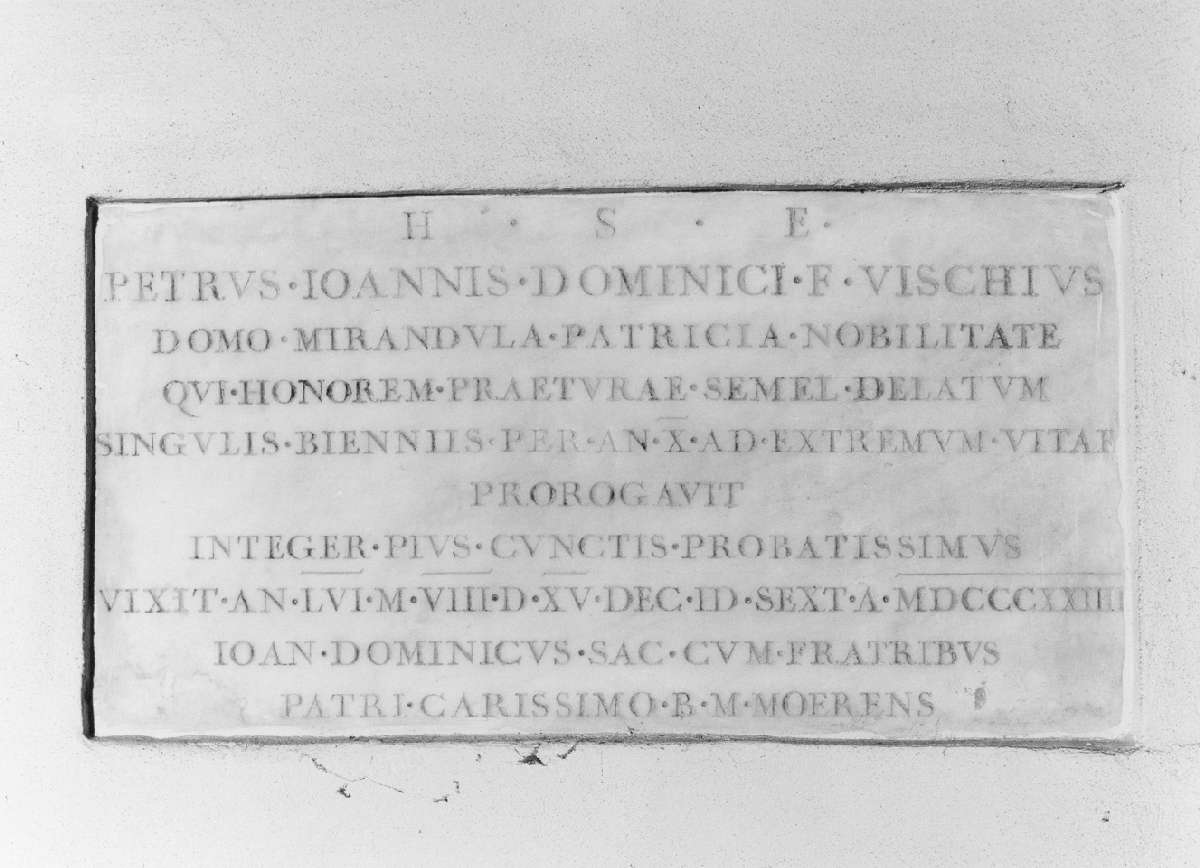 H · S · E ·
PETRVS · IOANNIS · DOMINICI · F · VISCHIVS
DOMO · MIRANDVLA · PATRICIA · NOBILITATE
QVI · HONOREM · PRAETVRAE · SEMEL · DELATVM
SINGVLIS · BIENNIIS · PER · AN · X · AD · EXTREMVM · VITAE
PROROGAVIT
INTEGER · PIVS · CVNCTIS · PROBATISSIMVS
VIXIT · AN · LVI · M · VIIII · D · XV · DEC · ID · SEXT · A · MDCCCXXIIII
IOAN · DOMINICVS · SAC · CVM · FRATRIBVS
PATRI · CARISSIMO · B · M · MOERENS